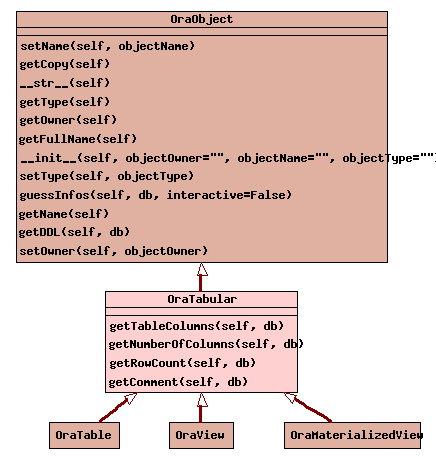 OraObject
setName(self, objectName)
getCopy(self)
__str__(self)
getType(self)
getOwner(self)
getFullName(self)
__init__(self, objectOwner="", objectName="", objectType="")
setType(self, objectType)
guessInfos(self, db, interactive=False)
getName(self)
getDDL(self, db)
setOwner(self, objectOwner)
OraTabular
getTableColumns(self, db)
getNumberOfColumns(self, db)
getRowCount(self, db)
getComment(self, db)
OraTable OraView OraMaterializedView